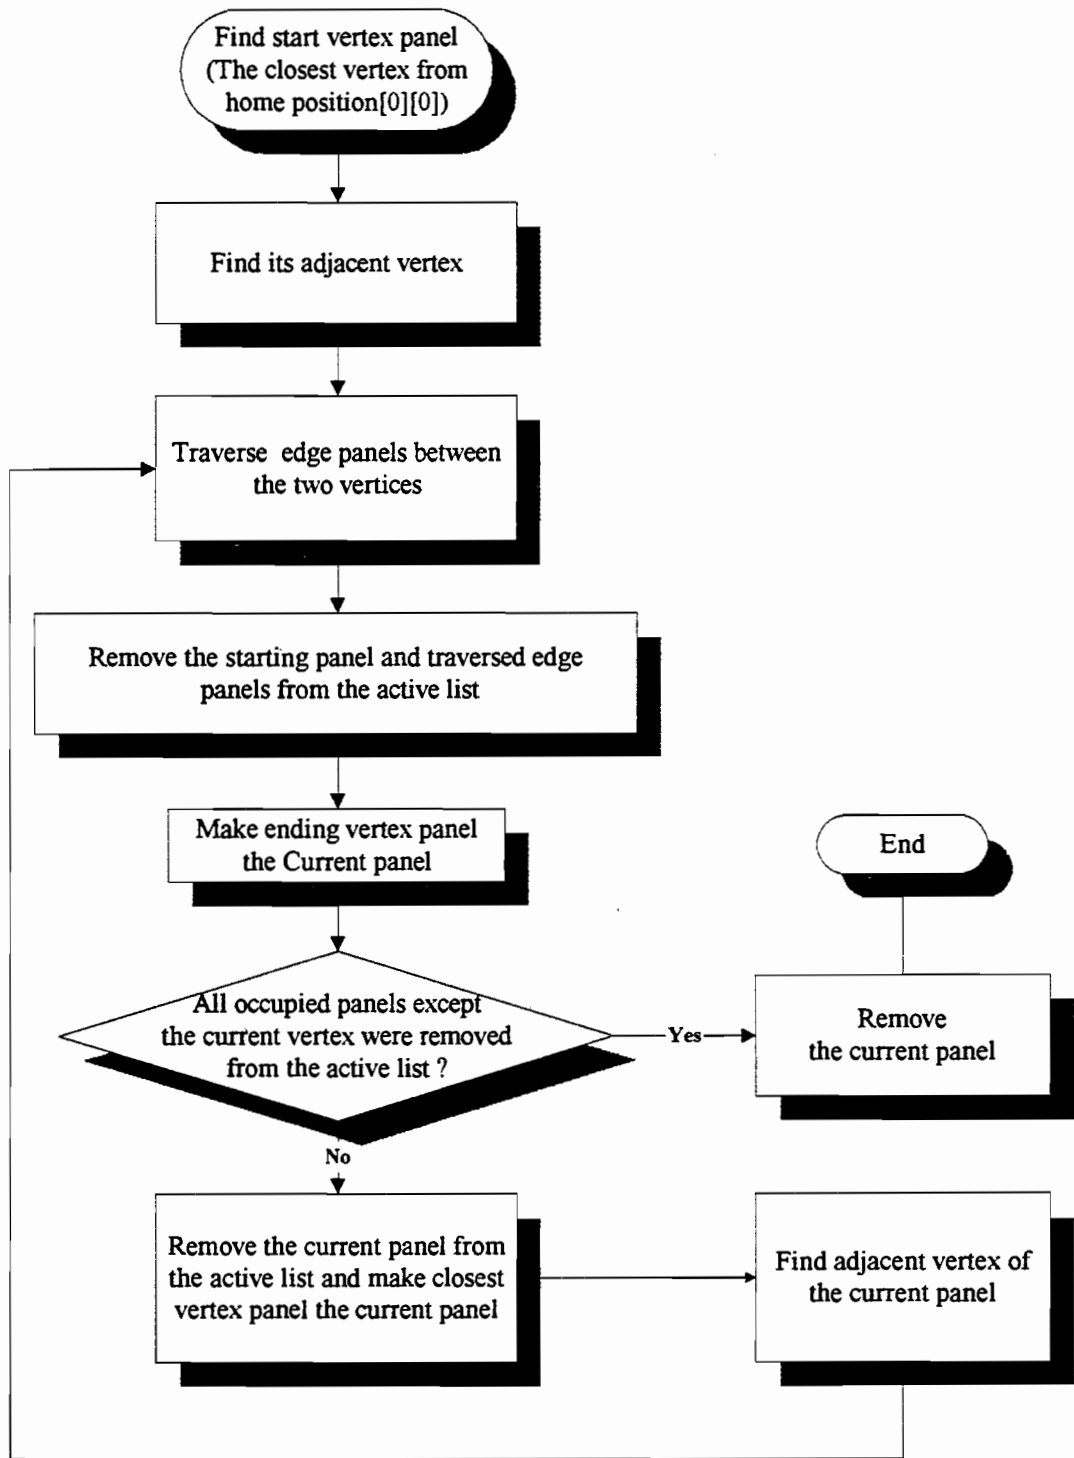 Find start vertex panel
(The closest vertex from
home position[0][0])
Find its adjacent vertex
Traverse edge panels between
the two vertices
Remove the starting panel and traversed edge
panels from the active list
Make ending vertex panel
the Current panel
End
All occupied panels except
the current vertex were removed
from the active list ?
Yes
Remove
the current panel
No
Remove the current panel from
the active list and make closest
vertex panel the current panel
Find adjacent vertex of
the current panel